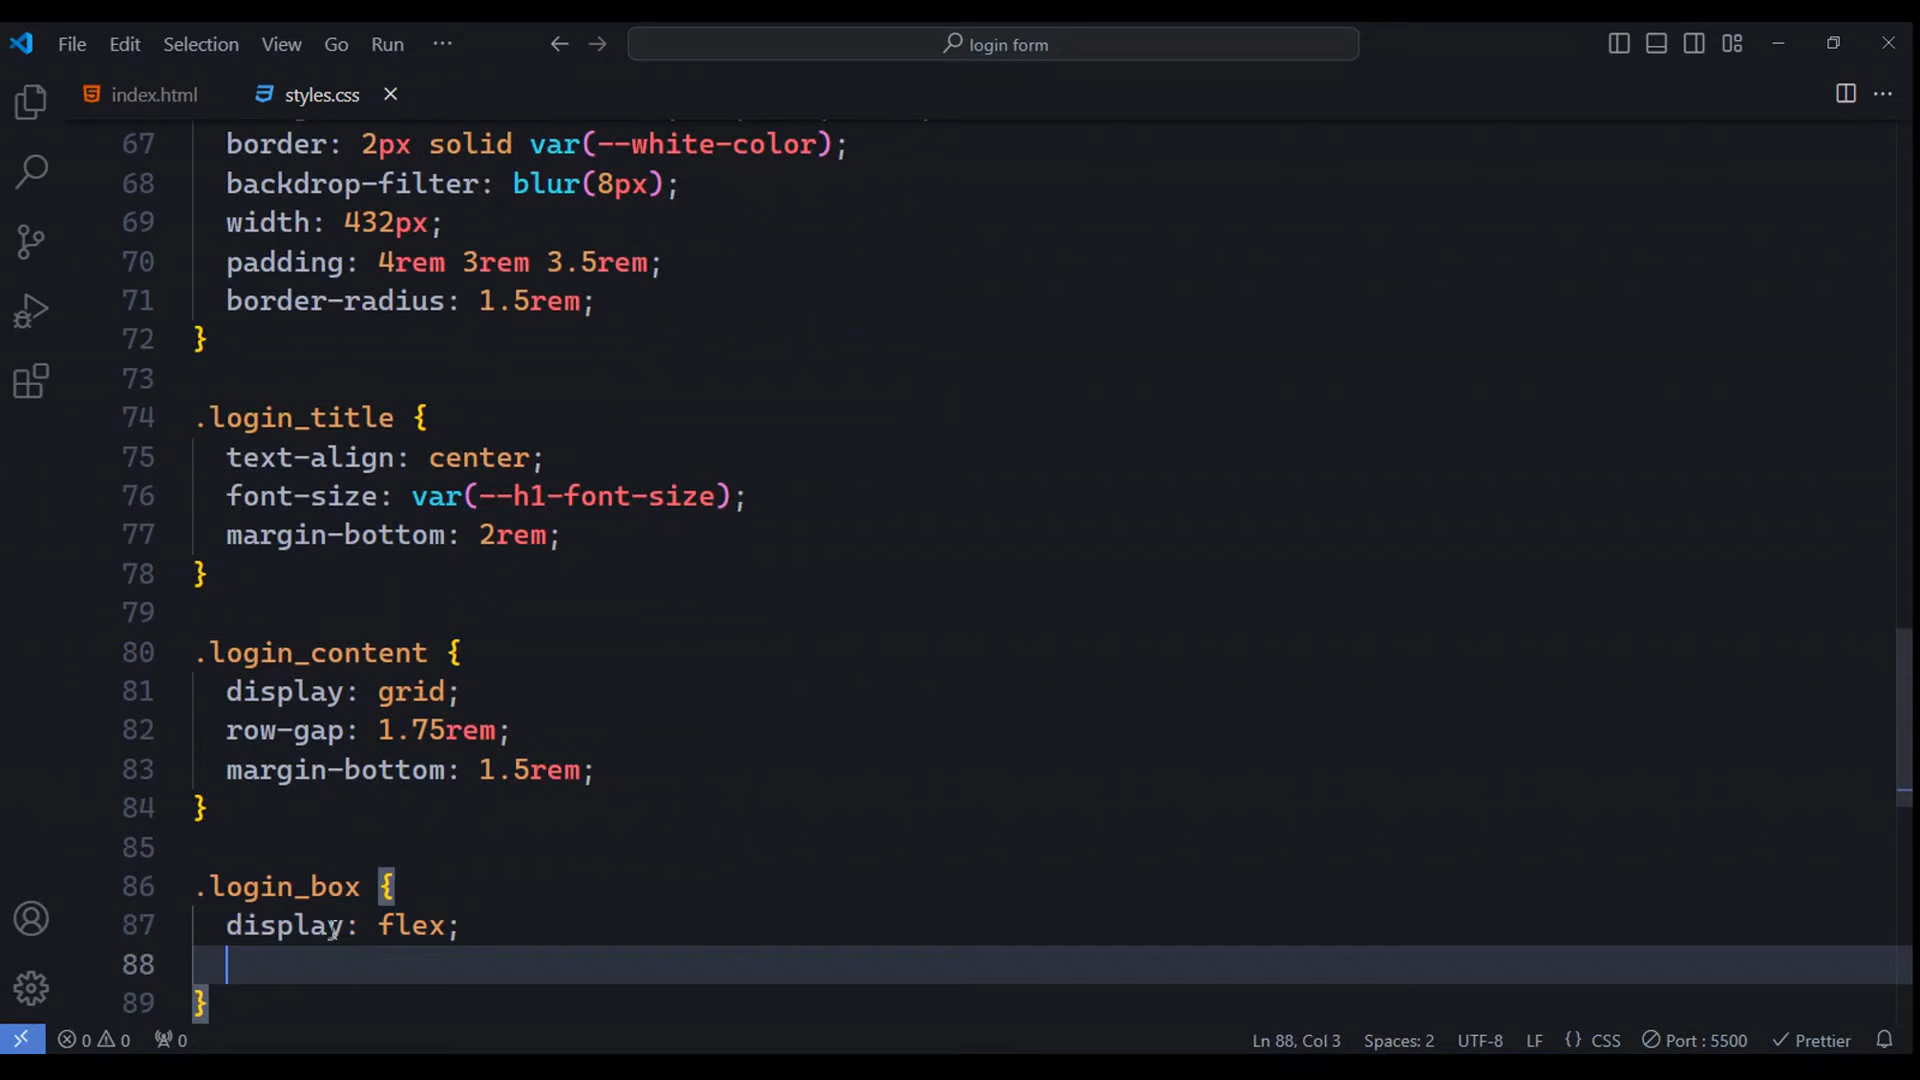 File Edit Selection View Go Run ··· login form
index.html styles.css
67 border: 2px solid var(--white-color);
68 backdrop-filter: blur(8px);
69 width: 432px;
70 padding: 4rem 3rem 3.5rem;
71 border-radius: 1.5rem;
72 }
73
74 .login_title {
75 text-align: center;
76 font-size: var(--h1-font-size);
77 margin-bottom: 2rem;
78 }
79
80 .login_content {
81 display: grid;
82 row-gap: 1.75rem;
83 margin-bottom: 1.5rem;
84 }
85
86 .login_box {
87 display: flex;
88
89 }
0 0 0 Ln 88, Col 3 Spaces: 2 UTF-8 LF {} CSS Port : 5500 Prettier